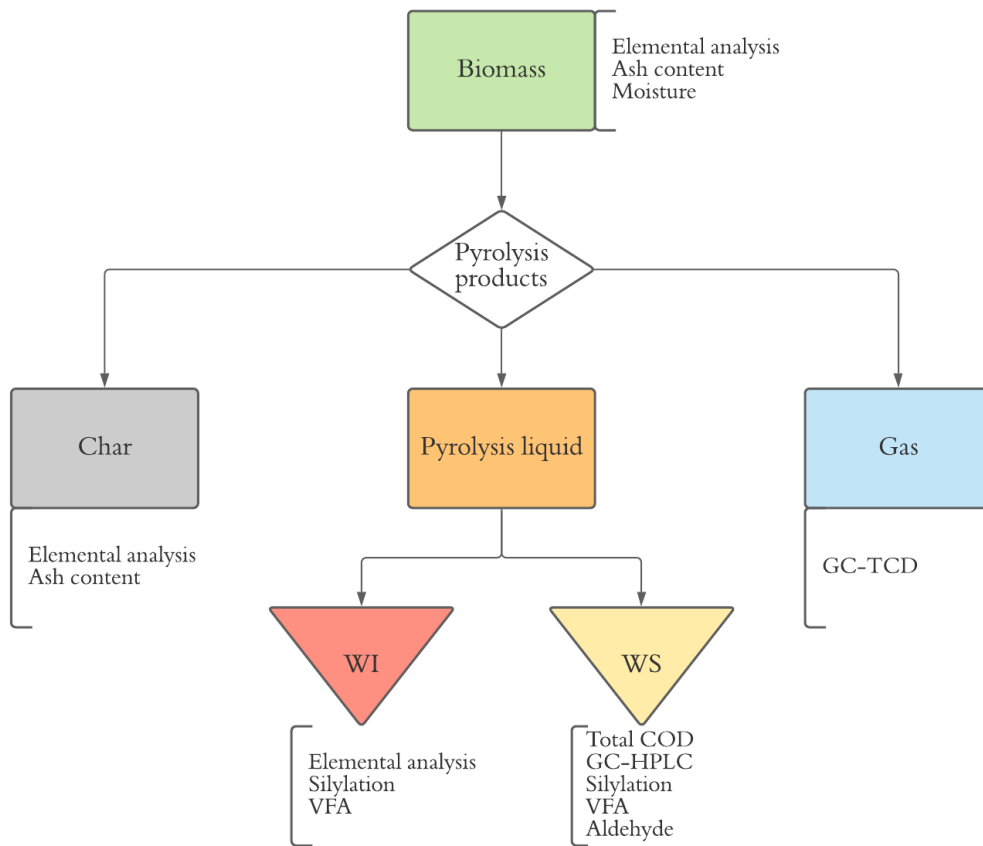 Biomass
Elemental analysis
Ash content
Moisture
Pyrolysis
products
Char
Pyrolysis liquid
Gas
Elemental analysis
Ash content
GC-TCD
WI
WS
Elemental analysis
Silylation
VFA
Total COD
GC-HPLC
Silylation
VFA
Aldehyde